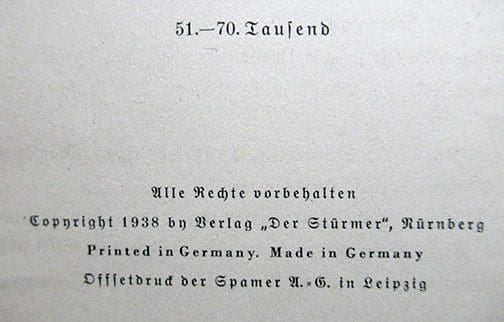 51.—70. Tausend
Alle Rechte vorbehalten
Copyright 1938 by Verlag „Der Stürmer“, Nürnberg
Printed in Germany. Made in Germany
Offsetdruck der Spamer A.=G. in Leipzig